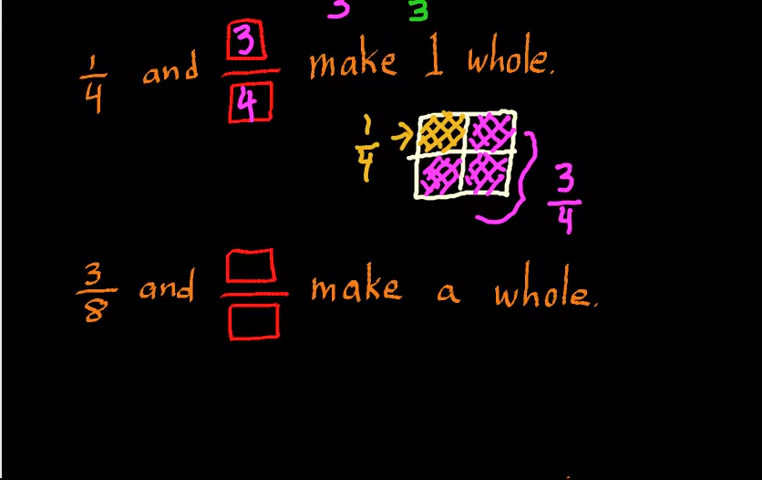 3 3
1/4 and 3/4 make 1 whole.
1/4
3/4
3/8 and make a whole.